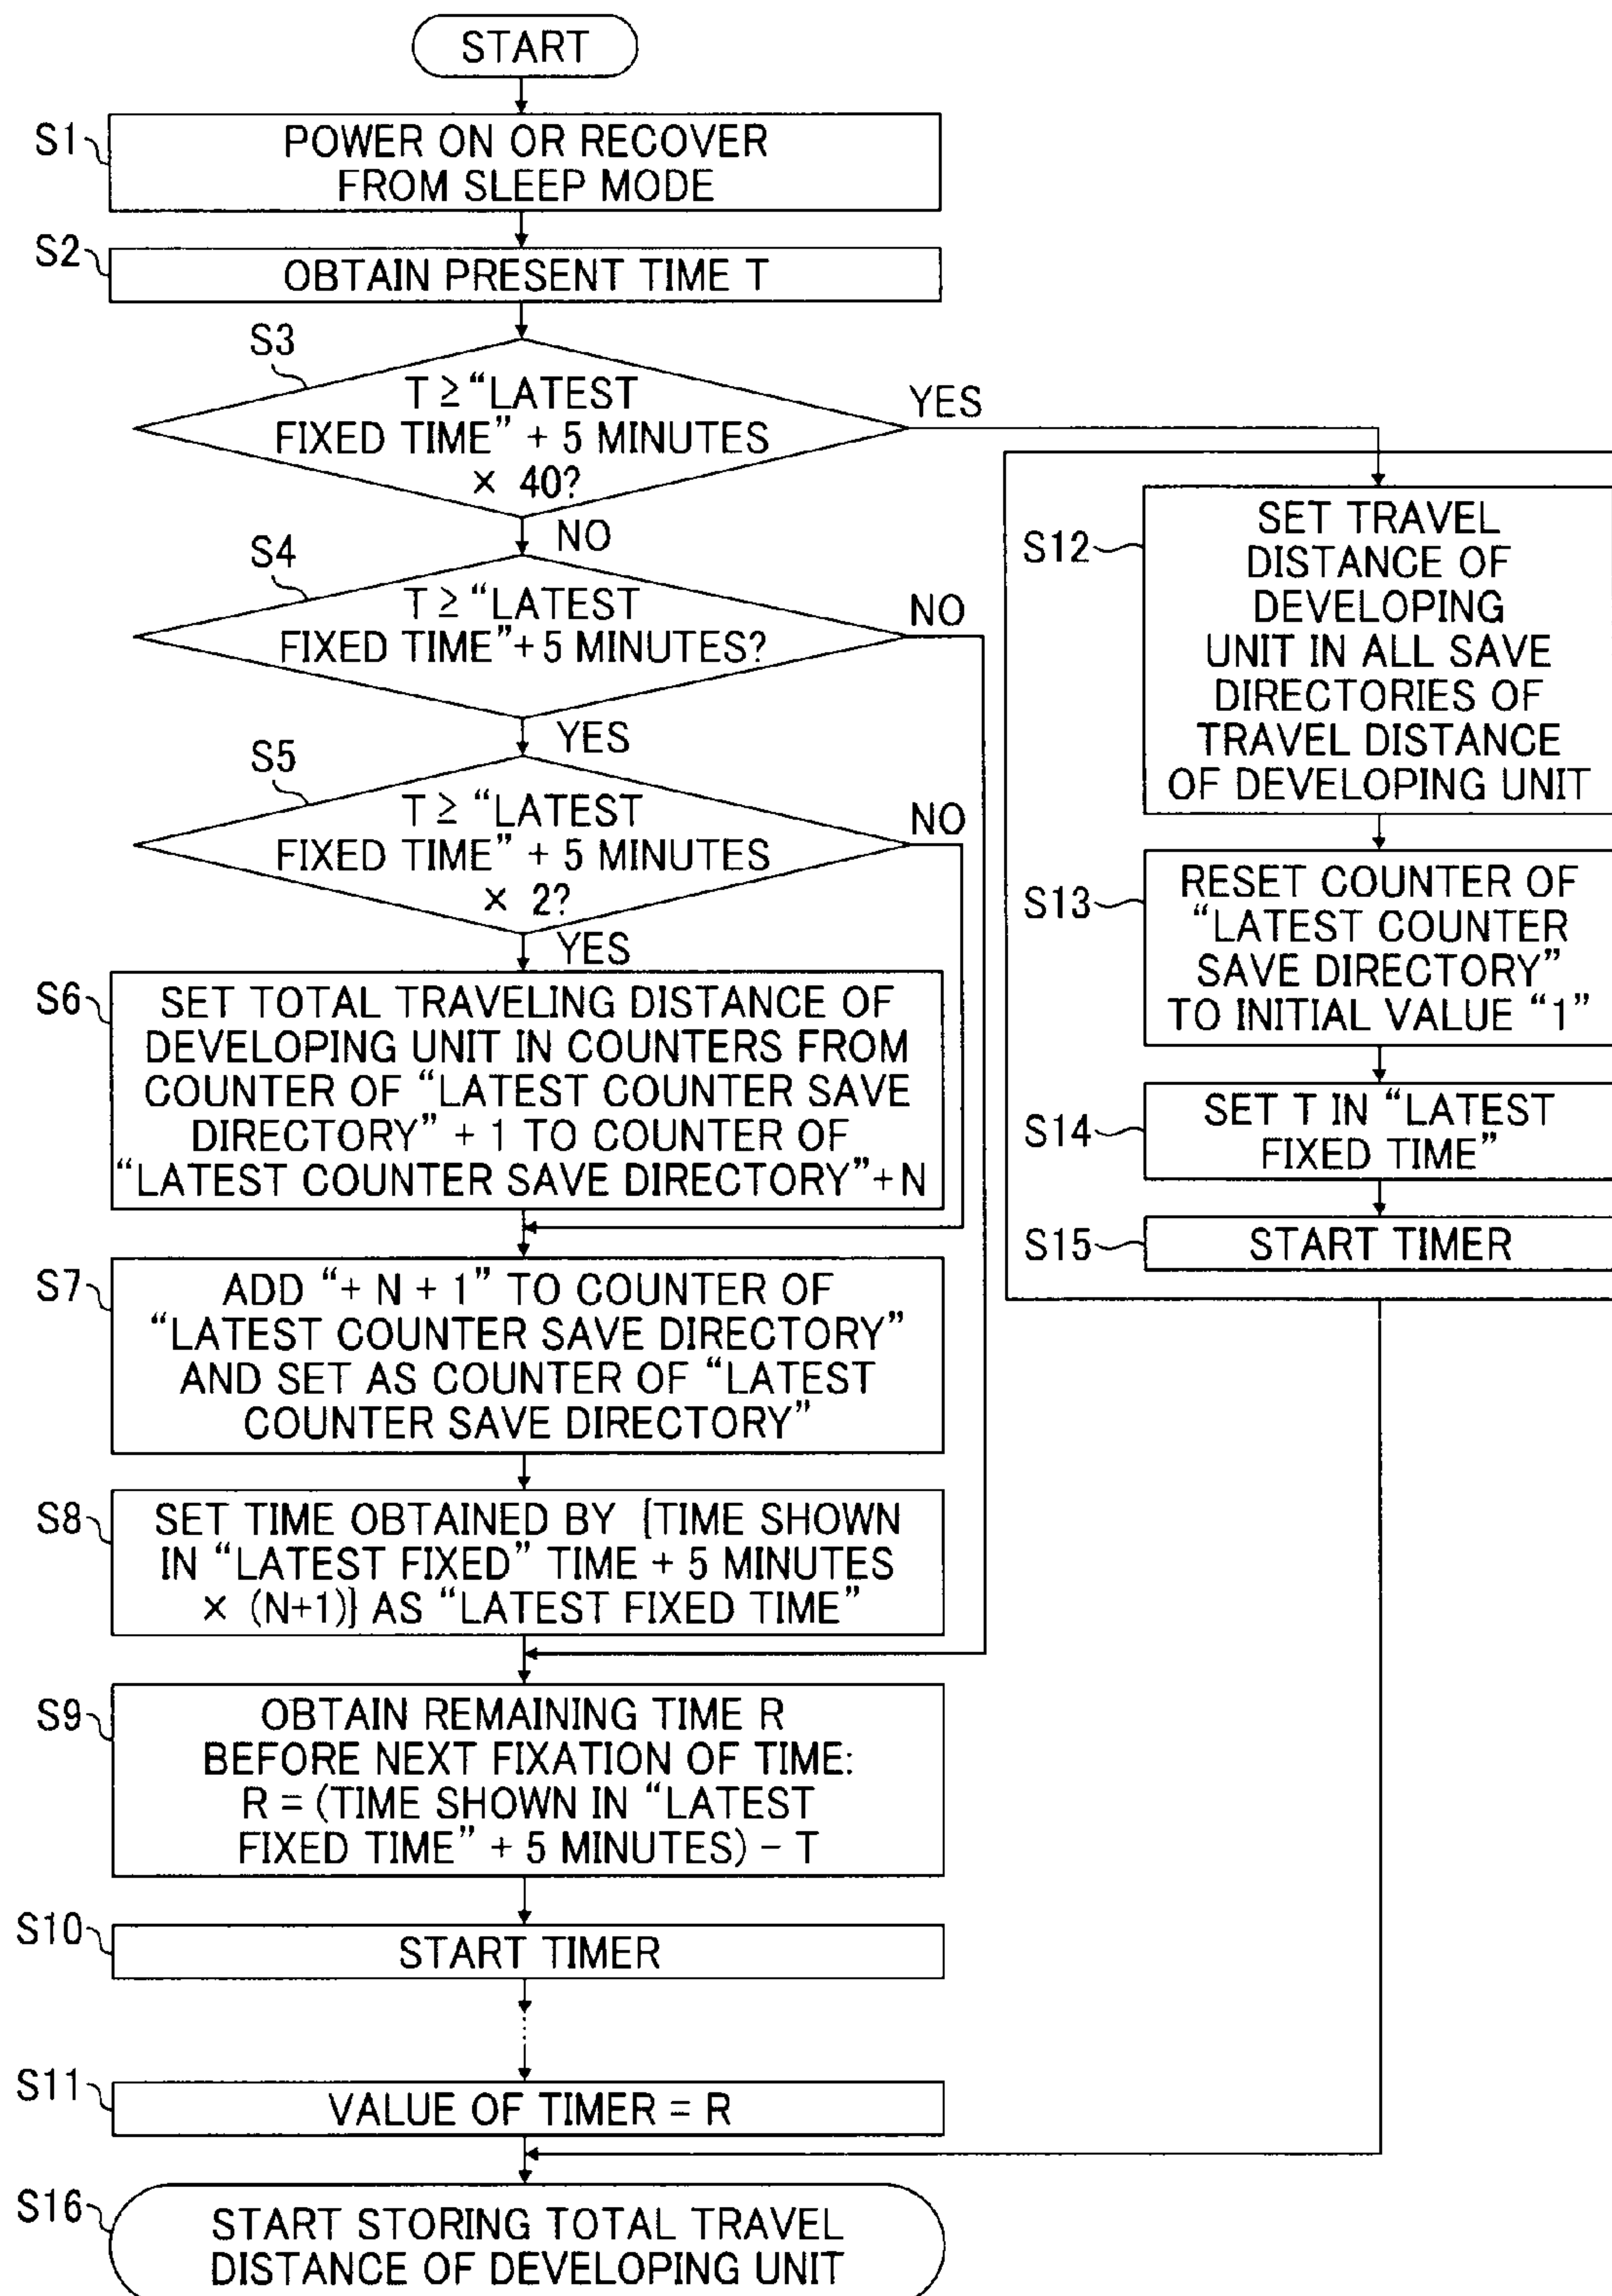 START
S1
POWER ON OR RECOVER
FROM SLEEP MODE
S2
OBTAIN PRESENT TIME T
S3
T ≥ “LATEST
FIXED TIME” + 5 MINUTES
× 40?
YES
NO
S4
T ≥ “LATEST
FIXED TIME”+5 MINUTES?
NO
YES
S5
T ≥ “LATEST
FIXED TIME” + 5 MINUTES
× 2?
NO
YES
S6
SET TOTAL TRAVELING DISTANCE OF
DEVELOPING UNIT IN COUNTERS FROM
COUNTER OF “LATEST COUNTER SAVE
DIRECTORY” + 1 TO COUNTER OF
“LATEST COUNTER SAVE DIRECTORY”+N
S7
ADD “+ N + 1” TO COUNTER OF
“LATEST COUNTER SAVE DIRECTORY”
AND SET AS COUNTER OF “LATEST
COUNTER SAVE DIRECTORY”
S8
SET TIME OBTAINED BY {TIME SHOWN
IN “LATEST FIXED” TIME + 5 MINUTES
× (N+1)} AS “LATEST FIXED TIME”
S9
OBTAIN REMAINING TIME R
BEFORE NEXT FIXATION OF TIME:
R = (TIME SHOWN IN “LATEST
FIXED TIME” + 5 MINUTES) − T
S10
START TIMER
S11
VALUE OF TIMER = R
S12
SET TRAVEL
DISTANCE OF
DEVELOPING
UNIT IN ALL SAVE
DIRECTORIES OF
TRAVEL DISTANCE
OF DEVELOPING UNIT
S13
RESET COUNTER OF
“LATEST COUNTER
SAVE DIRECTORY”
TO INITIAL VALUE “1”
S14
SET T IN “LATEST
FIXED TIME”
S15
START TIMER
S16
START STORING TOTAL TRAVEL
DISTANCE OF DEVELOPING UNIT